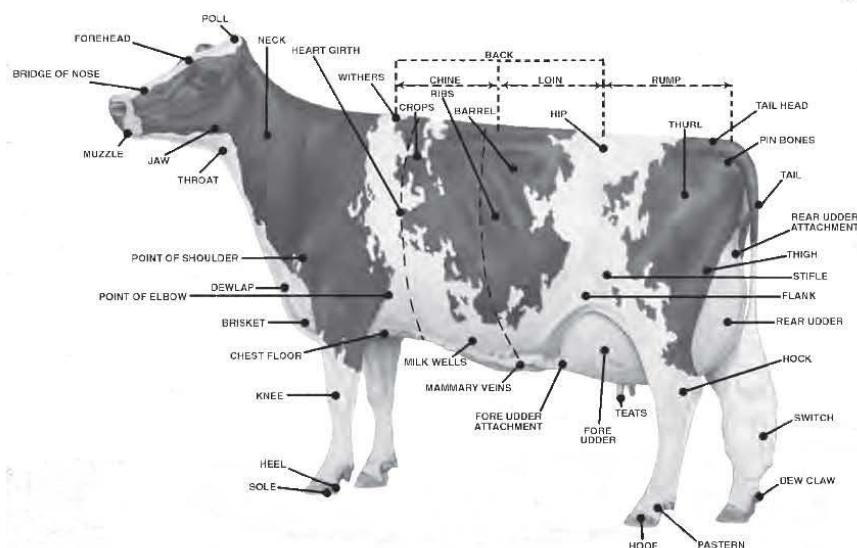 POLL
FOREHEAD
NECK
HEART GIRTH
BACK
BRIDGE OF NOSE
WITHERS
CHINE
LOIN
RUMP
RIBS
CROPS
BARREL
HIP
TAIL HEAD
THURL
PIN BONES
MUZZLE
JAW
THROAT
TAIL
REAR UDDER
ATTACHMENT
POINT OF SHOULDER
THIGH
STIFLE
DEWLAP
POINT OF ELBOW
FLANK
BRISKET
REAR UDDER
CHEST FLOOR
MILK WELLS
HOCK
MAMMARY VEINS
KNEE
FORE UDDER
ATTACHMENT
FORE
UDDER
TEATS
SWITCH
HEEL
SOLE
DEW CLAW
HOOF
PASTERN